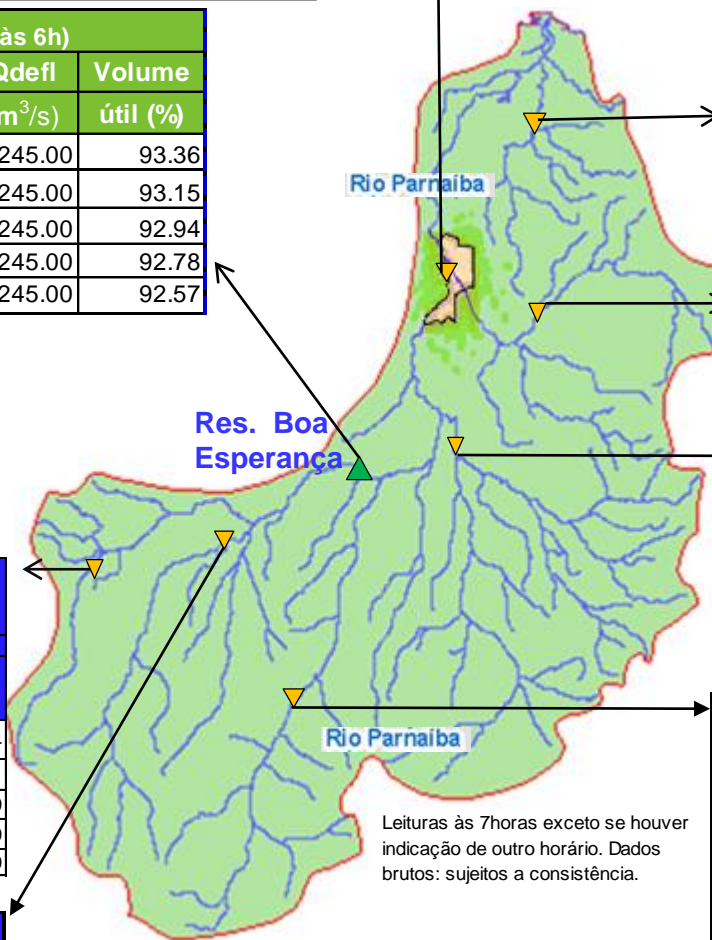 às 6h)
Qdefl Volume
m³/s) útil (%)
245.00 93.36
245.00 93.15
245.00 92.94
245.00 92.78
245.00 92.57
Rio Parnaíba
Res. Boa
Esperança
Rio Parnaíba
Leituras às 7horas exceto se houver
indicação de outro horário. Dados
brutos: sujeitos a consistência.